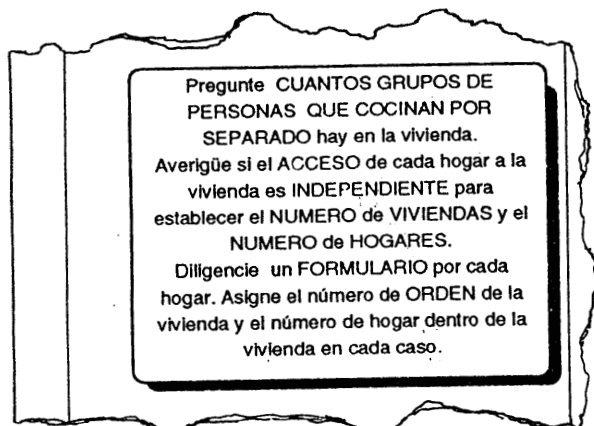 Pregunte CUANTOS GRUPOS DE
PERSONAS QUE COCINAN POR
SEPARADO hay en la vivienda.
Averigüe si el ACCESO de cada hogar a la
vivienda es INDEPENDIENTE para
establecer el NUMERO de VIVIENDAS y el
NUMERO de HOGARES.
Diligencie un FORMULARIO por cada
hogar. Asigne el número de ORDEN de la
vivienda y el número de hogar dentro de la
vivienda en cada caso.